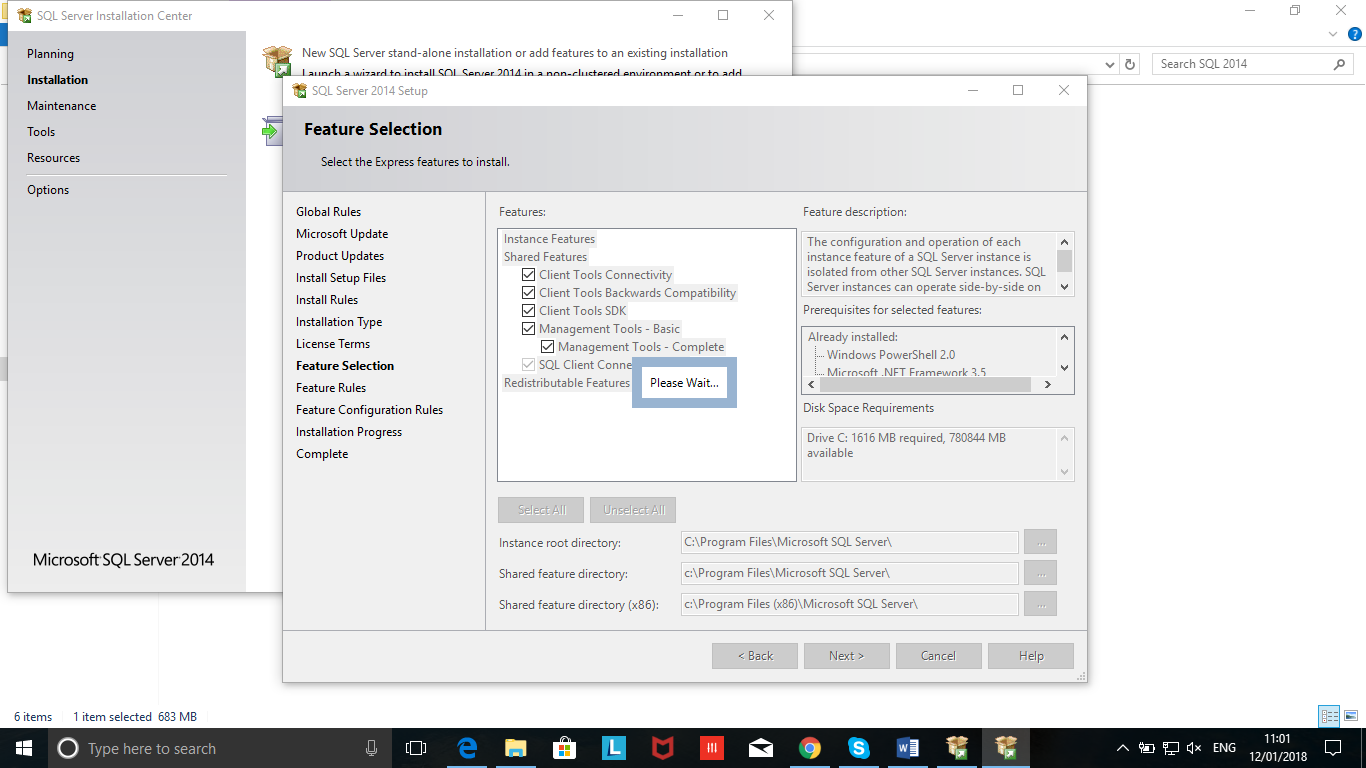 SQL Server Installation Center
Planning
Installation
Maintenance
Tools
Resources
Options
Microsoft SQL Server 2014
New SQL Server stand-alone installation or add features to an existing installation
Launch a wizard to install SQL Server 2014 in a non-clustered environment or to add
Search SQL 2014
SQL Server 2014 Setup
Feature Selection
Select the Express features to install.
Global Rules
Microsoft Update
Product Updates
Install Setup Files
Install Rules
Installation Type
License Terms
Feature Selection
Feature Rules
Feature Configuration Rules
Installation Progress
Complete
Features:
Instance Features
Shared Features
Client Tools Connectivity
Client Tools Backwards Compatibility
Client Tools SDK
Management Tools - Basic
Management Tools - Complete
SQL Client Conne
Redistributable Features
Please Wait...
Feature description:
The configuration and operation of each
instance feature of a SQL Server instance is
isolated from other SQL Server instances. SQL
Server instances can operate side-by-side on
Prerequisites for selected features:
Already installed:
Windows PowerShell 2.0
Microsoft .NET Framework 3.5
Disk Space Requirements
Drive C: 1616 MB required, 780844 MB
available
Select All
Unselect All
Instance root directory:
C:\Program Files\Microsoft SQL Server\
...
Shared feature directory:
c:\Program Files\Microsoft SQL Server\
...
Shared feature directory (x86):
c:\Program Files (x86)\Microsoft SQL Server\
...
< Back
Next >
Cancel
Help
6 items
1 item selected 683 MB
Type here to search
ENG
11:01
12/01/2018